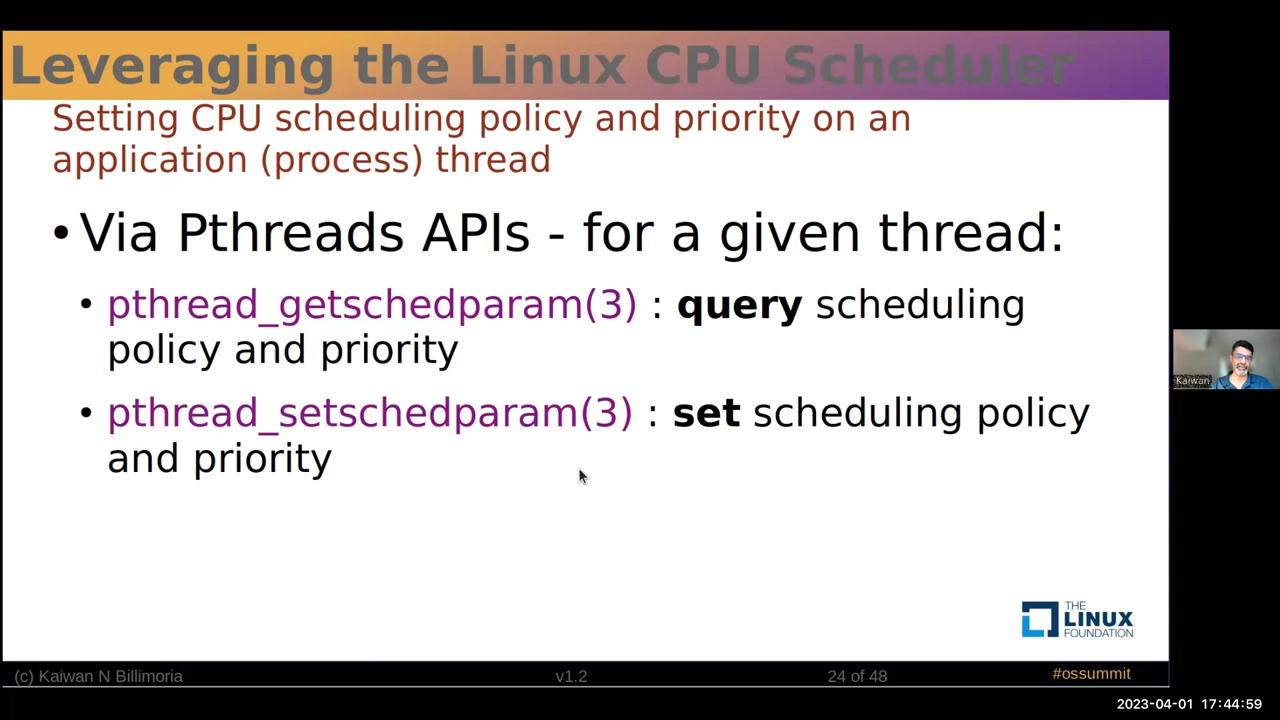 Leveraging the Linux CPU Scheduler
Setting CPU scheduling policy and priority on an
application (process) thread
• Via Pthreads APIs - for a given thread:
• pthread_getschedparam(3) : query scheduling
policy and priority
• pthread_setschedparam(3) : set scheduling policy
and priority
Kaiwan
THE
LINUX
FOUNDATION
(c) Kaiwan N Billimoria
v1.2
24 of 48
#ossummit
2023-04-01 17:44:59